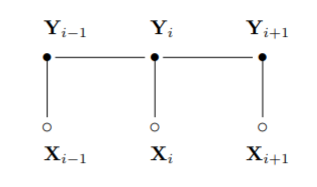 Y_{i−1} Y_i Y_{i+1}
X_{i−1} X_i X_{i+1}